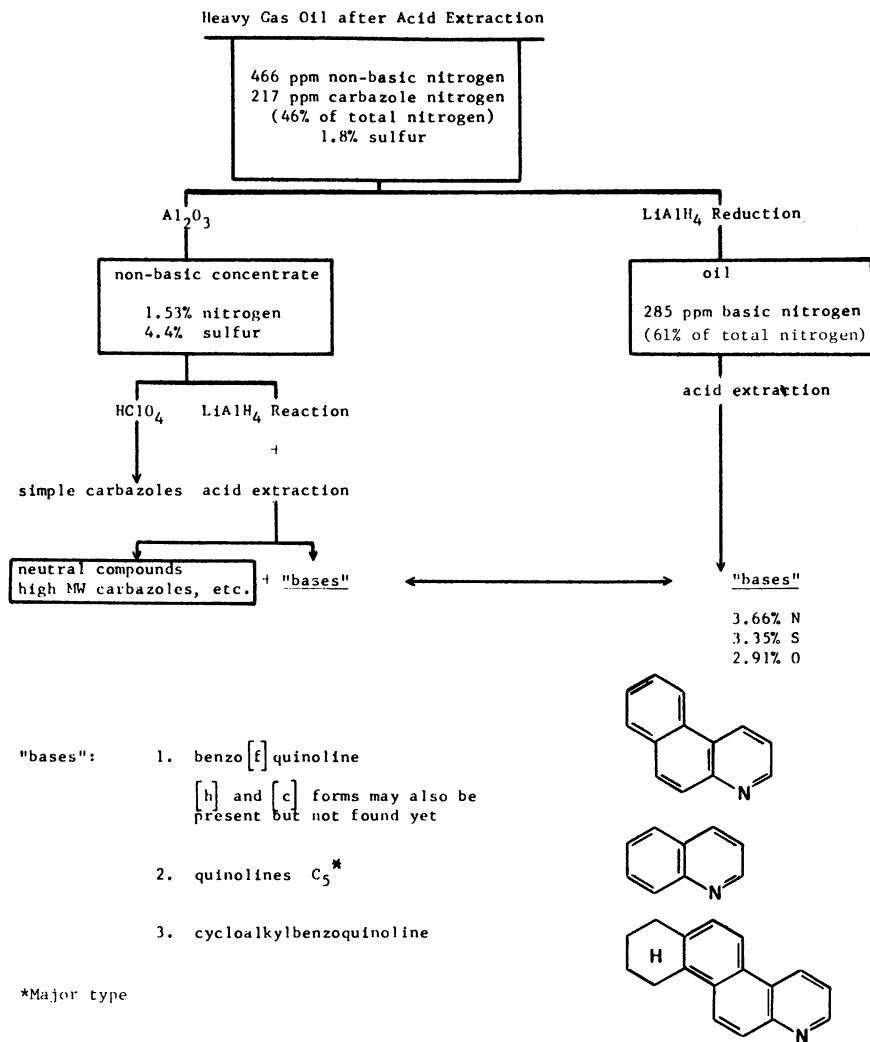 Heavy Gas Oil after Acid Extraction
466 ppm non-basic nitrogen
217 ppm carbazole nitrogen
(46% of total nitrogen)
1.8% sulfur
Al2O3
LiAlH4 Reduction
non-basic concentrate
1.53% nitrogen
4.4% sulfur
oil
285 ppm basic nitrogen
(61% of total nitrogen)
HClO4 LiAlH4 Reaction
+
acid extraction
simple carbazoles acid extraction
neutral compounds
high MW carbazoles, etc.
+ "bases"
"bases"
3.66% N
3.35% S
2.91% O
"bases": 1. benzo [f] quinoline
[h] and [c] forms may also be
present but not found yet
N
2. quinolines C5*
N
3. cycloalkylbenzoquinoline
H
N
*Major type